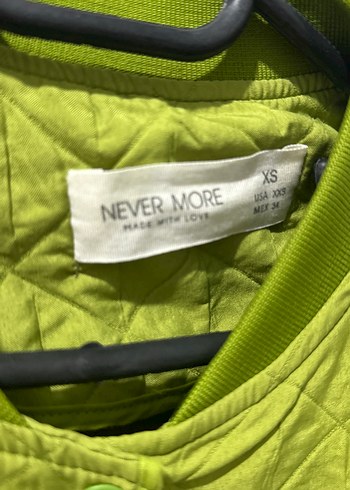 NEVER MORE
MADE WITH LOVE
XS
USA XXS
MEX 34